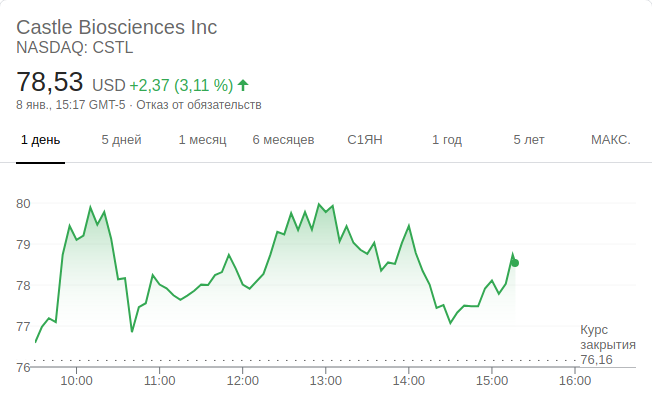 Castle Biosciences Inc
NASDAQ: CSTL
78,53 USD +2,37 (3,11 %)
8 янв., 15:17 GMT-5 · Отказ от обязательств
1 день 5 дней 1 месяц 6 месяцев С1ЯН 1 год 5 лет МАКС.
80
79
78
77
76
Курс
закрытия
76,16
10:00 11:00 12:00 13:00 14:00 15:00 16:00